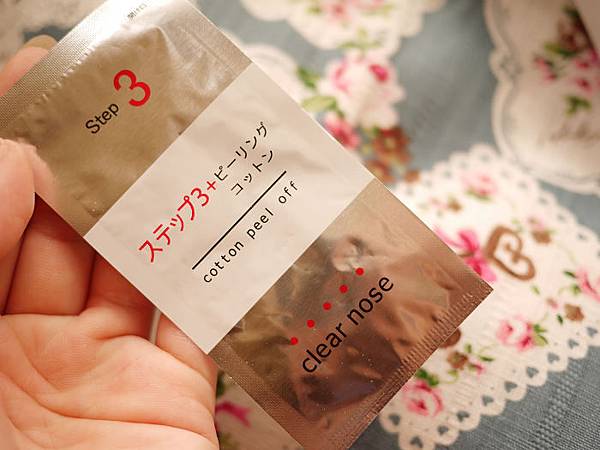 Step 3
ステップ3+ピーリング
コットン
cotton peel off
clear nose